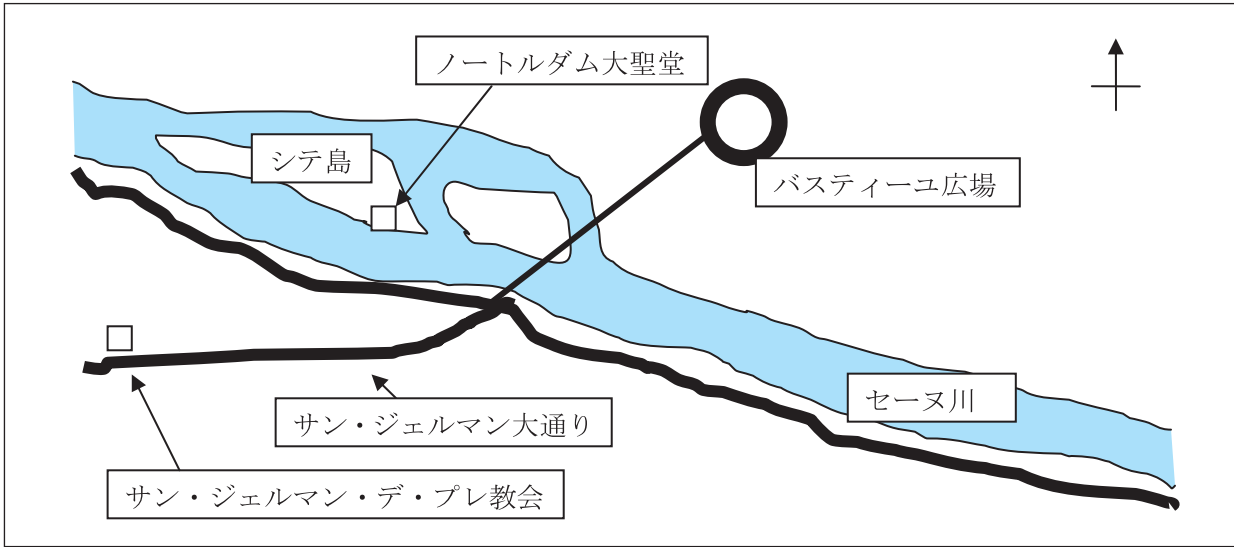 ノートルダム大聖堂
シテ島
バスティーユ広場
セーヌ川
サン・ジェルマン大通り
サン・ジェルマン・デ・プレ教会